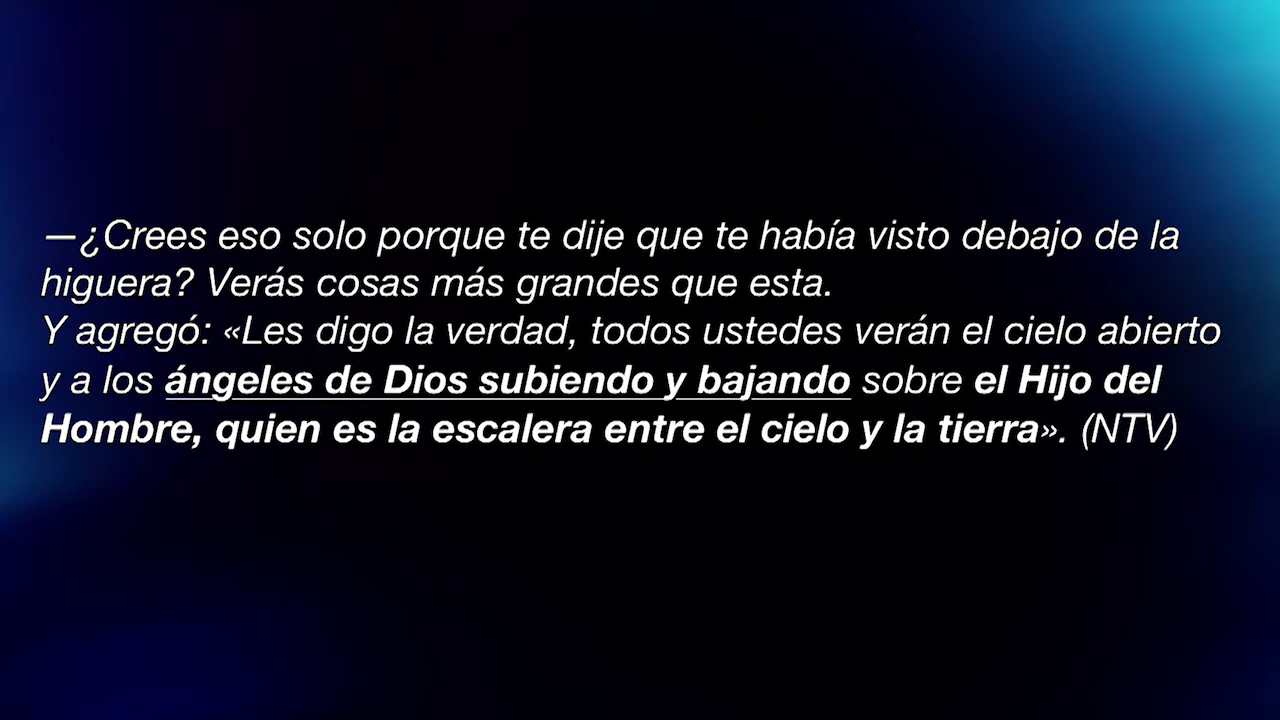 —¿Crees eso solo porque te dije que te había visto debajo de la
higuera? Verás cosas más grandes que esta.
Y agregó: «Les digo la verdad, todos ustedes verán el cielo abierto
y a los ángeles de Dios subiendo y bajando sobre el Hijo del
Hombre, quien es la escalera entre el cielo y la tierra». (NTV)